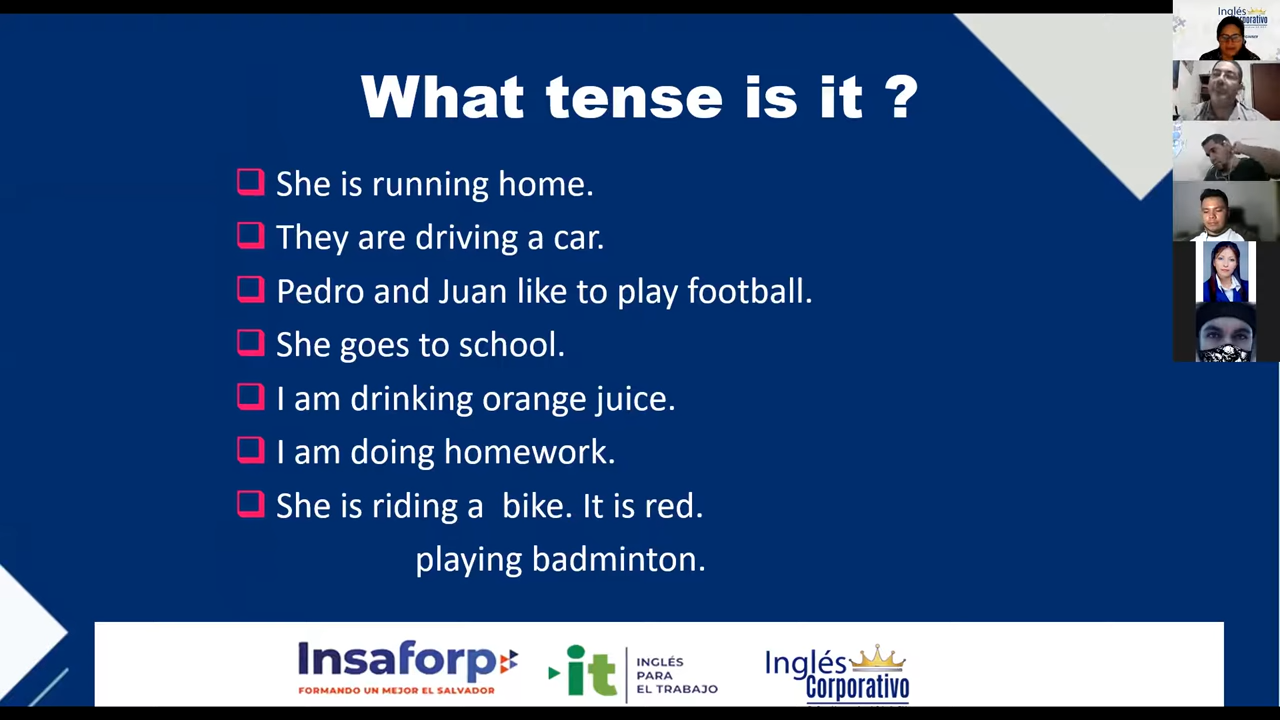 What tense is it ?
She is running home.
They are driving a car.
Pedro and Juan like to play football.
She goes to school.
I am drinking orange juice.
I am doing homework.
She is riding a  bike. It is red.
playing badminton.
Insaforp
FORMANDO UN MEJOR EL SALVADOR
it
INGLÉS
PARA
EL TRABAJO
Inglés
Corporativo
Inglés